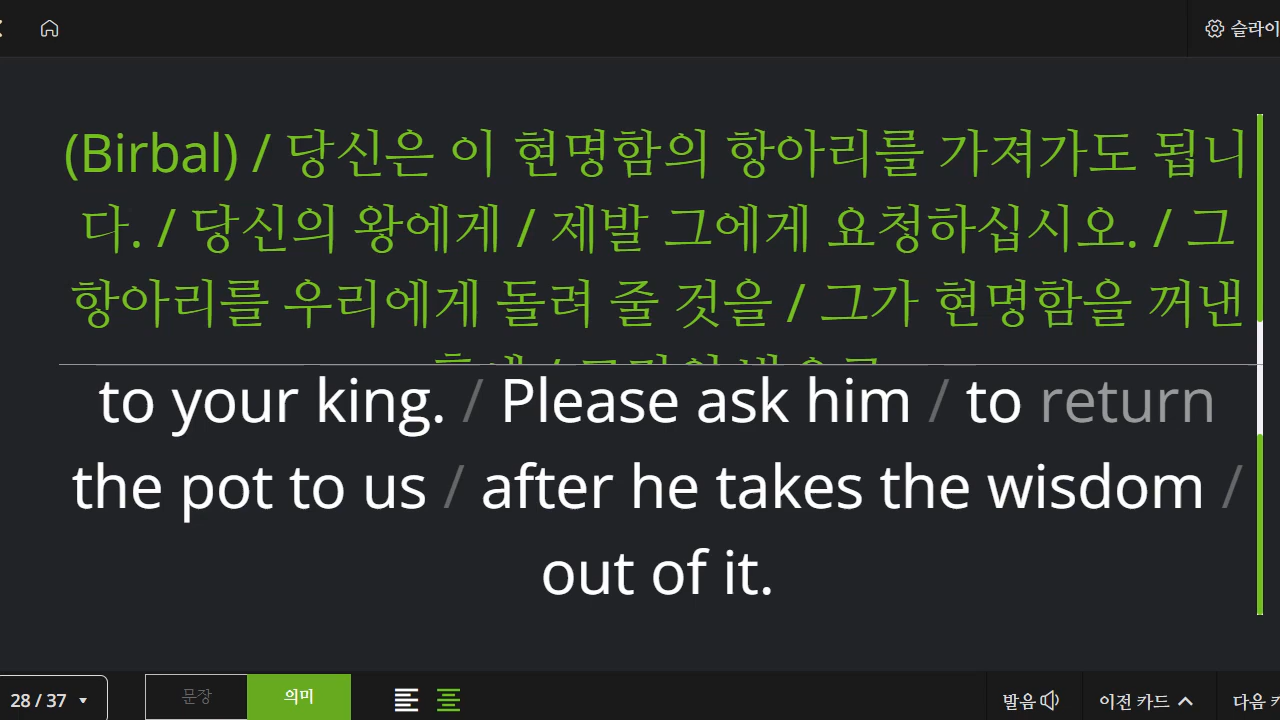 슬라이
(Birbal) / 당신은 이 현명함의 항아리를 가져가도 됩니
다. / 당신의 왕에게 / 제발 그에게 요청하십시오. / 그
항아리를 우리에게 돌려 줄 것을 / 그가 현명함을 꺼낸
to your king. / Please ask him / to return
the pot to us / after he takes the wisdom /
out of it.
28 / 37 문장 의미 발음 이전 카드 다음